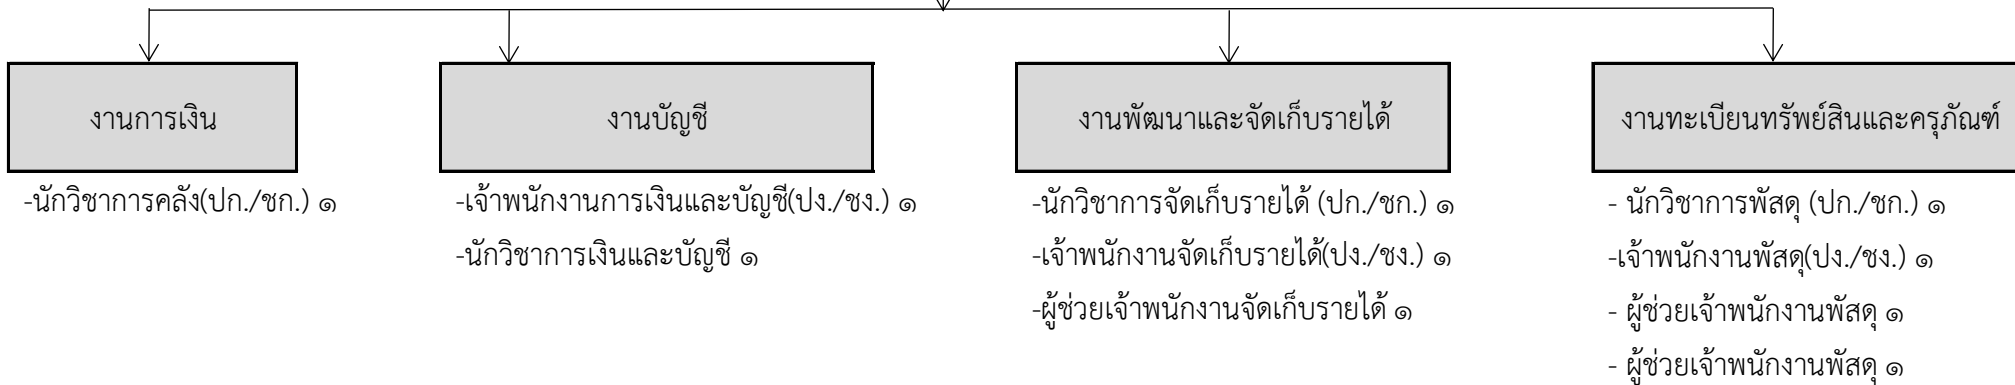 งานการเงิน
-นักวิชาการคลัง(ปก./ชก.) ๑
งานบัญชี
-เจ้าพนักงานการเงินและบัญชี(ปง./ชง.) ๑
-นักวิชาการเงินและบัญชี ๑
งานพัฒนาและจัดเก็บรายได้
-นักวิชาการจัดเก็บรายได้ (ปก./ชก.) ๑
-เจ้าพนักงานจัดเก็บรายได้(ปง./ชง.) ๑
-ผู้ช่วยเจ้าพนักงานจัดเก็บรายได้ ๑
งานทะเบียนทรัพย์สินและครุภัณฑ์
- นักวิชาการพัสดุ (ปก./ชก.) ๑
-เจ้าพนักงานพัสดุ(ปง./ชง.) ๑
- ผู้ช่วยเจ้าพนักงานพัสดุ ๑
- ผู้ช่วยเจ้าพนักงานพัสดุ ๑